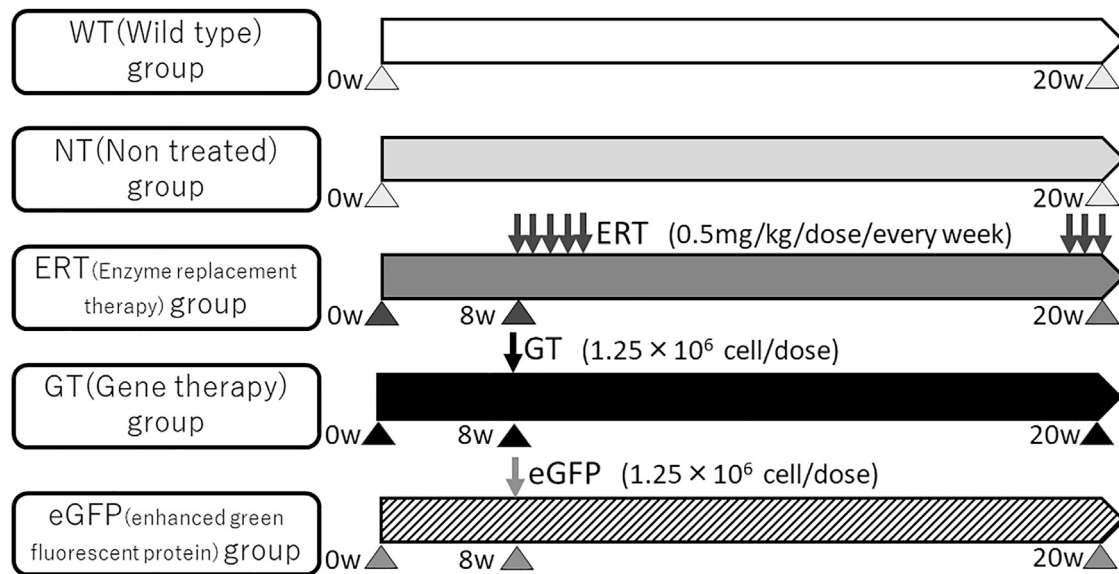 WT(Wild type)
group
0w
20w
NT(Non treated)
group
0w
20w
ERT (0.5mg/kg/dose/every week)
ERT(Enzyme replacement
therapy) group
0w
8w
20w
GT (1.25 × 10⁶ cell/dose)
GT(Gene therapy)
group
0w
8w
20w
eGFP (1.25 × 10⁶ cell/dose)
eGFP(enhanced green
fluorescent protein) group
0w
8w
20w